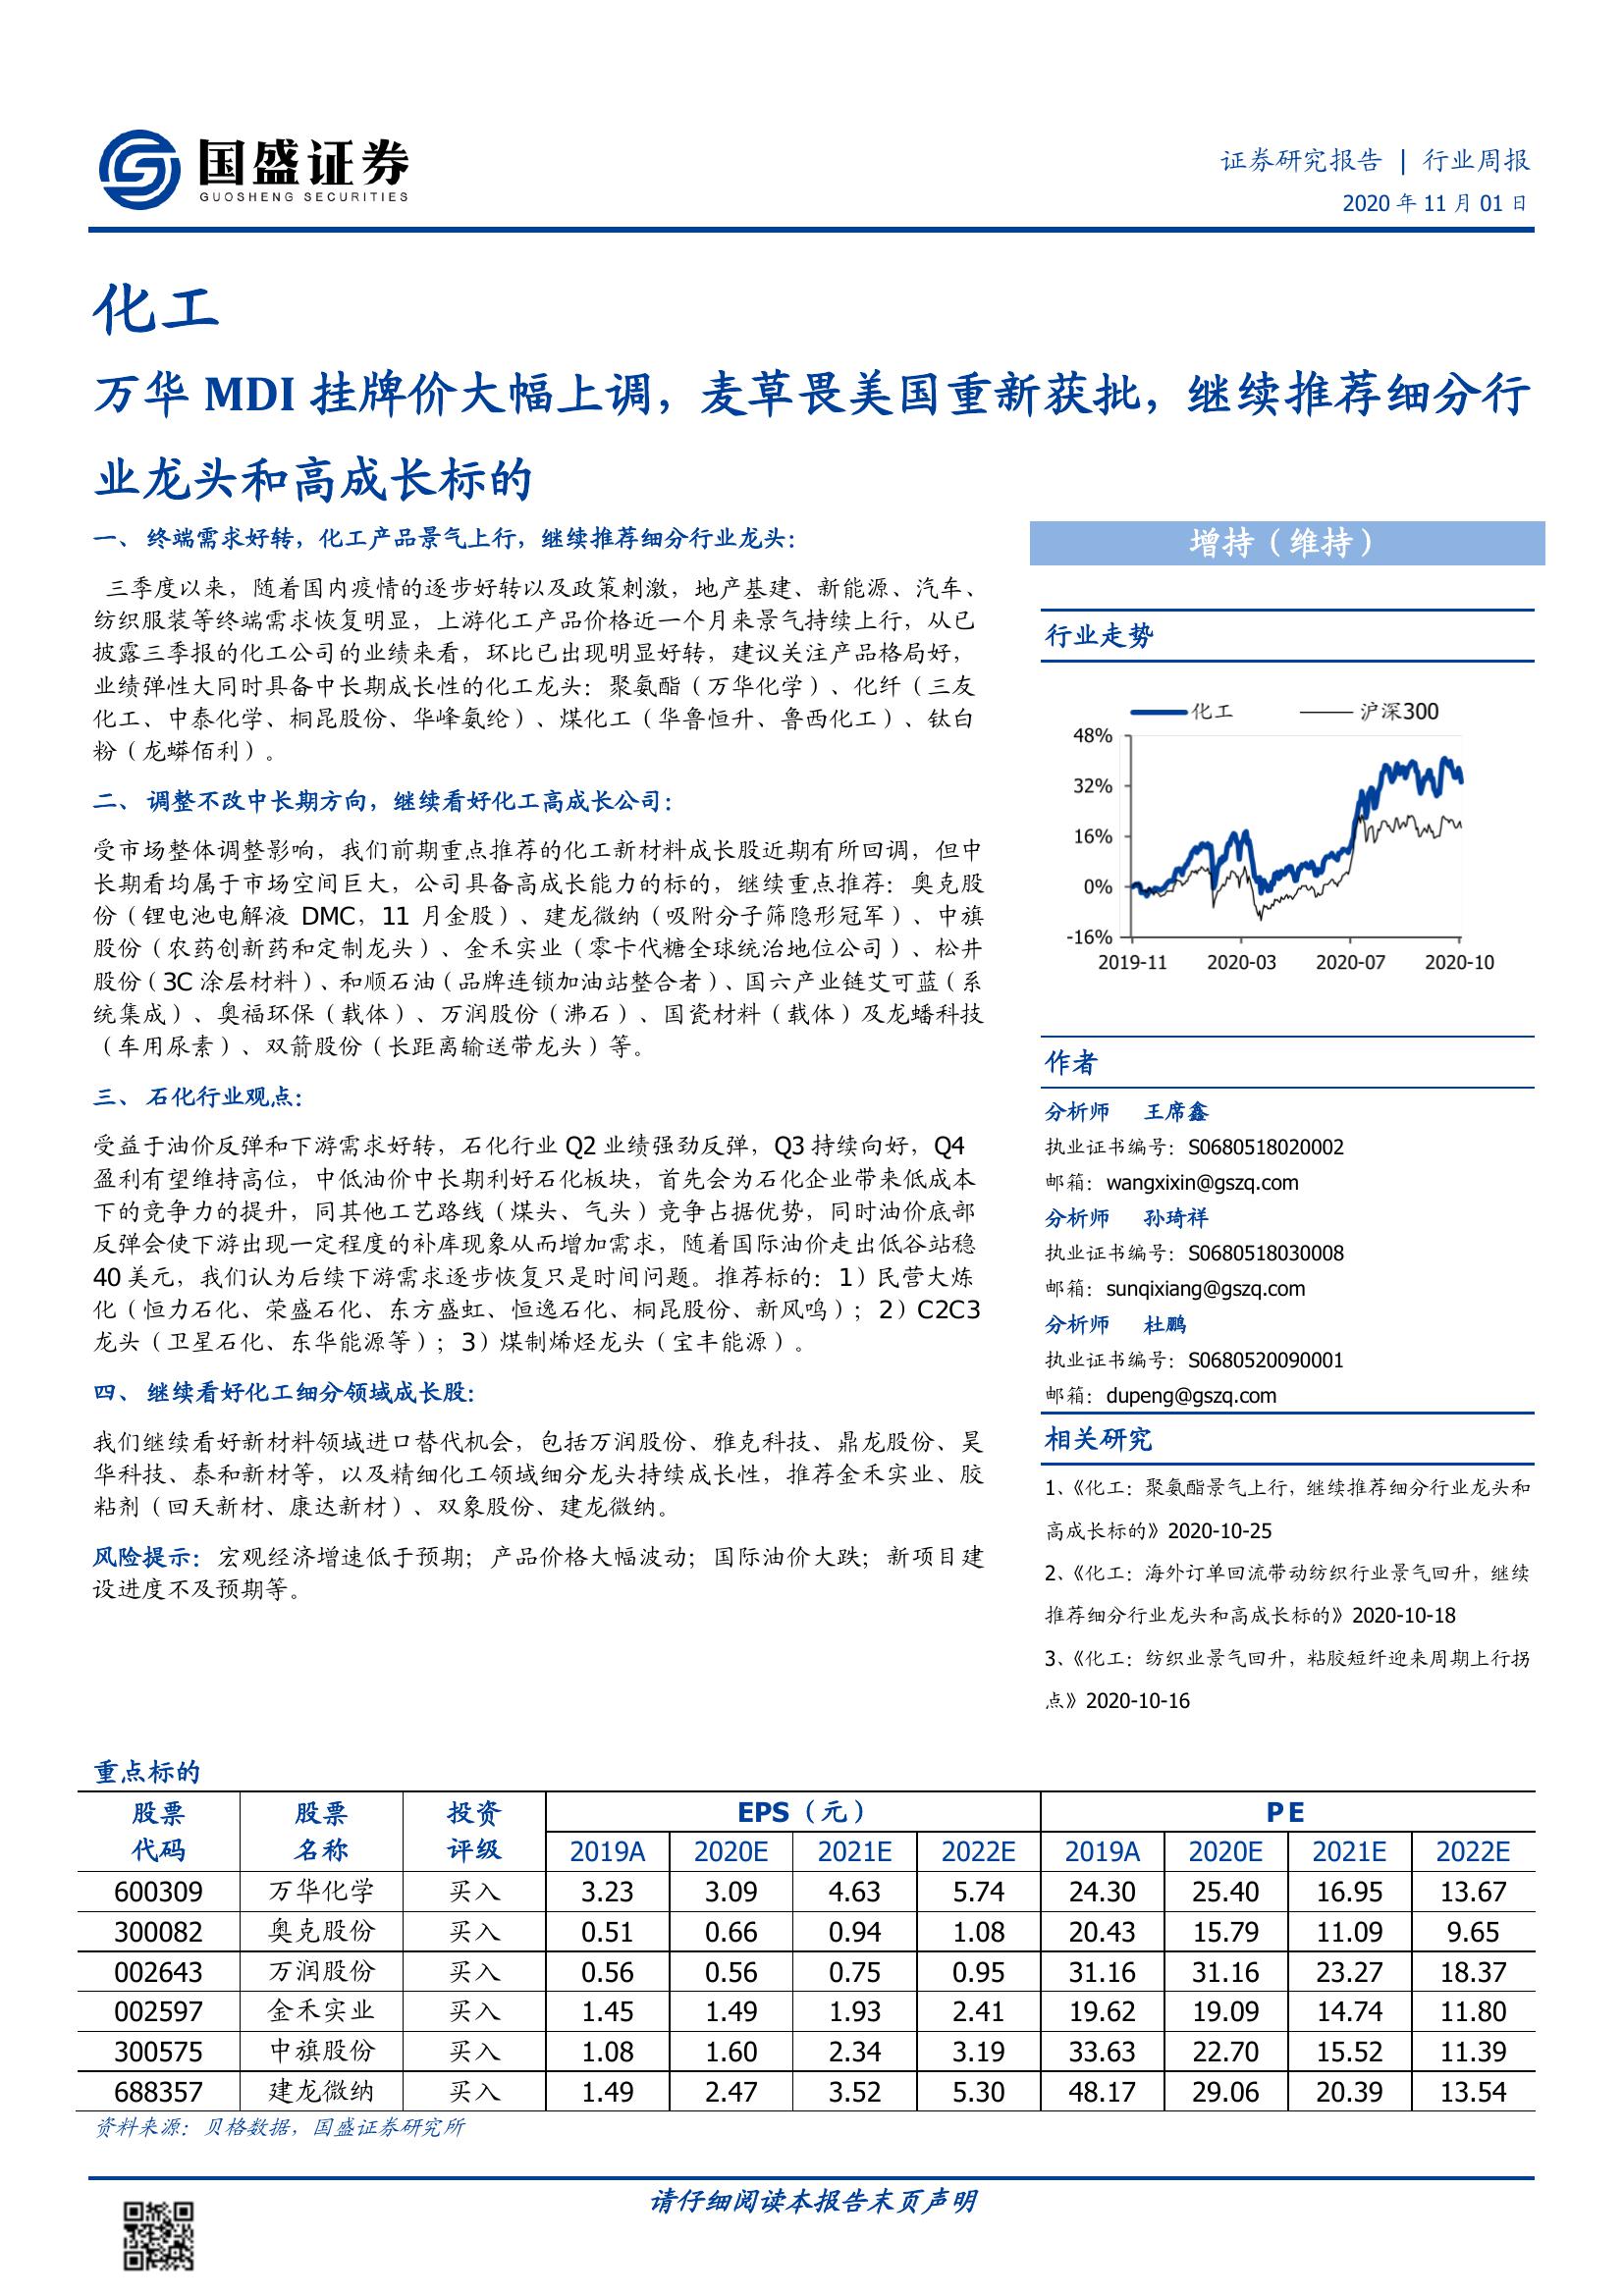 国盛证券
GUOSHENG SECURITIES
证券研究报告 | 行业周报
2020 年 11 月 01 日
化工
万华 MDI 挂牌价大幅上调，麦草畏美国重新获批，继续推荐细分行
业龙头和高成长标的
一、 终端需求好转，化工产品景气上行，继续推荐细分行业龙头：
三季度以来，随着国内疫情的逐步好转以及政策刺激，地产基建、新能源、汽车、
纺织服装等终端需求恢复明显，上游化工产品价格近一个月来景气持续上行，从已
披露三季报的化工公司的业绩来看，环比已出现明显好转，建议关注产品格局好，
业绩弹性大同时具备中长期成长性的化工龙头：聚氨酯（万华化学）、化纤（三友
化工、中泰化学、桐昆股份、华峰氨纶）、煤化工（华鲁恒升、鲁西化工）、钛白
粉（龙蟒佰利）。
二、 调整不改中长期方向，继续看好化工高成长公司：
受市场整体调整影响，我们前期重点推荐的化工新材料成长股近期有所回调，但中
长期看均属于市场空间巨大，公司具备高成长能力的标的，继续重点推荐：奥克股
份（锂电池电解液 DMC，11 月金股）、建龙微纳（吸附分子筛隐形冠军）、中旗
股份（农药创新药和定制龙头）、金禾实业（零卡代糖全球统治地位公司）、松井
股份（3C 涂层材料）、和顺石油（品牌连锁加油站整合者）、国六产业链艾可蓝（系
统集成）、奥福环保（载体）、万润股份（沸石）、国瓷材料（载体）及龙蟠科技
（车用尿素）、双箭股份（长距离输送带龙头）等。
三、 石化行业观点：
受益于油价反弹和下游需求好转，石化行业 Q2 业绩强劲反弹，Q3 持续向好，Q4
盈利有望维持高位，中低油价中长期利好石化板块，首先会为石化企业带来低成本
下的竞争力的提升，同其他工艺路线（煤头、气头）竞争占据优势，同时油价底部
反弹会使下游出现一定程度的补库现象从而增加需求，随着国际油价走出低谷站稳
40 美元，我们认为后续下游需求逐步恢复只是时间问题。推荐标的：1）民营大炼
化（恒力石化、荣盛石化、东方盛虹、恒逸石化、桐昆股份、新风鸣）；2）C2C3
龙头（卫星石化、东华能源等）；3）煤制烯烃龙头（宝丰能源）。
四、 继续看好化工细分领域成长股：
我们继续看好新材料领域进口替代机会，包括万润股份、雅克科技、鼎龙股份、昊
华科技、泰和新材等，以及精细化工领域细分龙头持续成长性，推荐金禾实业、胶
粘剂（回天新材、康达新材）、双象股份、建龙微纳。
风险提示：宏观经济增速低于预期；产品价格大幅波动；国际油价大跌；新项目建
设进度不及预期等。
增持（维持）
行业走势
化工 沪深300
48%
32%
16%
0%
-16%
2019-11 2020-03 2020-07 2020-10
作者
分析师 王席鑫
执业证书编号：S0680518020002
邮箱：wangxixin@gszq.com
分析师 孙琦祥
执业证书编号：S0680518030008
邮箱：sunqixiang@gszq.com
分析师 杜鹏
执业证书编号：S0680520090001
邮箱：dupeng@gszq.com
相关研究
1、《化工：聚氨酯景气上行，继续推荐细分行业龙头和
高成长标的》2020-10-25
2、《化工：海外订单回流带动纺织行业景气回升，继续
推荐细分行业龙头和高成长标的》2020-10-18
3、《化工：纺织业景气回升，粘胶短纤迎来周期上行拐
点》2020-10-16
重点标的
股票 股票 投资 EPS（元） PE
代码 名称 评级 2019A 2020E 2021E 2022E 2019A 2020E 2021E 2022E
600309 万华化学 买入 3.23 3.09 4.63 5.74 24.30 25.40 16.95 13.67
300082 奥克股份 买入 0.51 0.66 0.94 1.08 20.43 15.79 11.09 9.65
002643 万润股份 买入 0.56 0.56 0.75 0.95 31.16 31.16 23.27 18.37
002597 金禾实业 买入 1.45 1.49 1.93 2.41 19.62 19.09 14.74 11.80
300575 中旗股份 买入 1.08 1.60 2.34 3.19 33.63 22.70 15.52 11.39
688357 建龙微纳 买入 1.49 2.47 3.52 5.30 48.17 29.06 20.39 13.54
资料来源：贝格数据，国盛证券研究所
请仔细阅读本报告末页声明